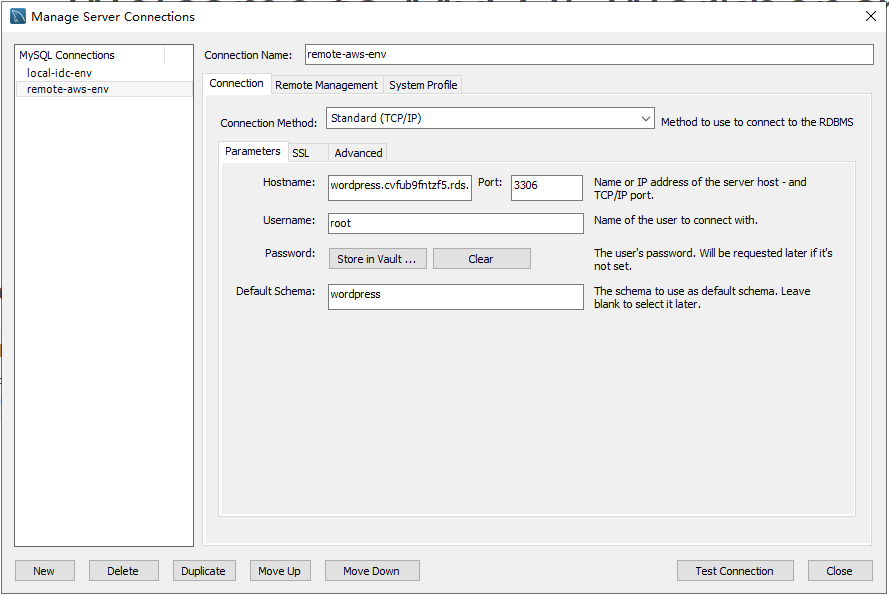 Manage Server Connections
MySQL Connections
local-idc-env
remote-aws-env
Connection Name:
remote-aws-env
Connection
Remote Management
System Profile
Connection Method:
Standard (TCP/IP)
Method to use to connect to the RDBMS
Parameters
SSL
Advanced
Hostname:
wordpress.cvfub9fntzf5.rds.
Port:
3306
Name or IP address of the server host - and
TCP/IP port.
Username:
root
Name of the user to connect with.
Password:
Store in Vault ...
Clear
The user's password. Will be requested later if it's
not set.
Default Schema:
wordpress
The schema to use as default schema. Leave
blank to select it later.
New
Delete
Duplicate
Move Up
Move Down
Test Connection
Close